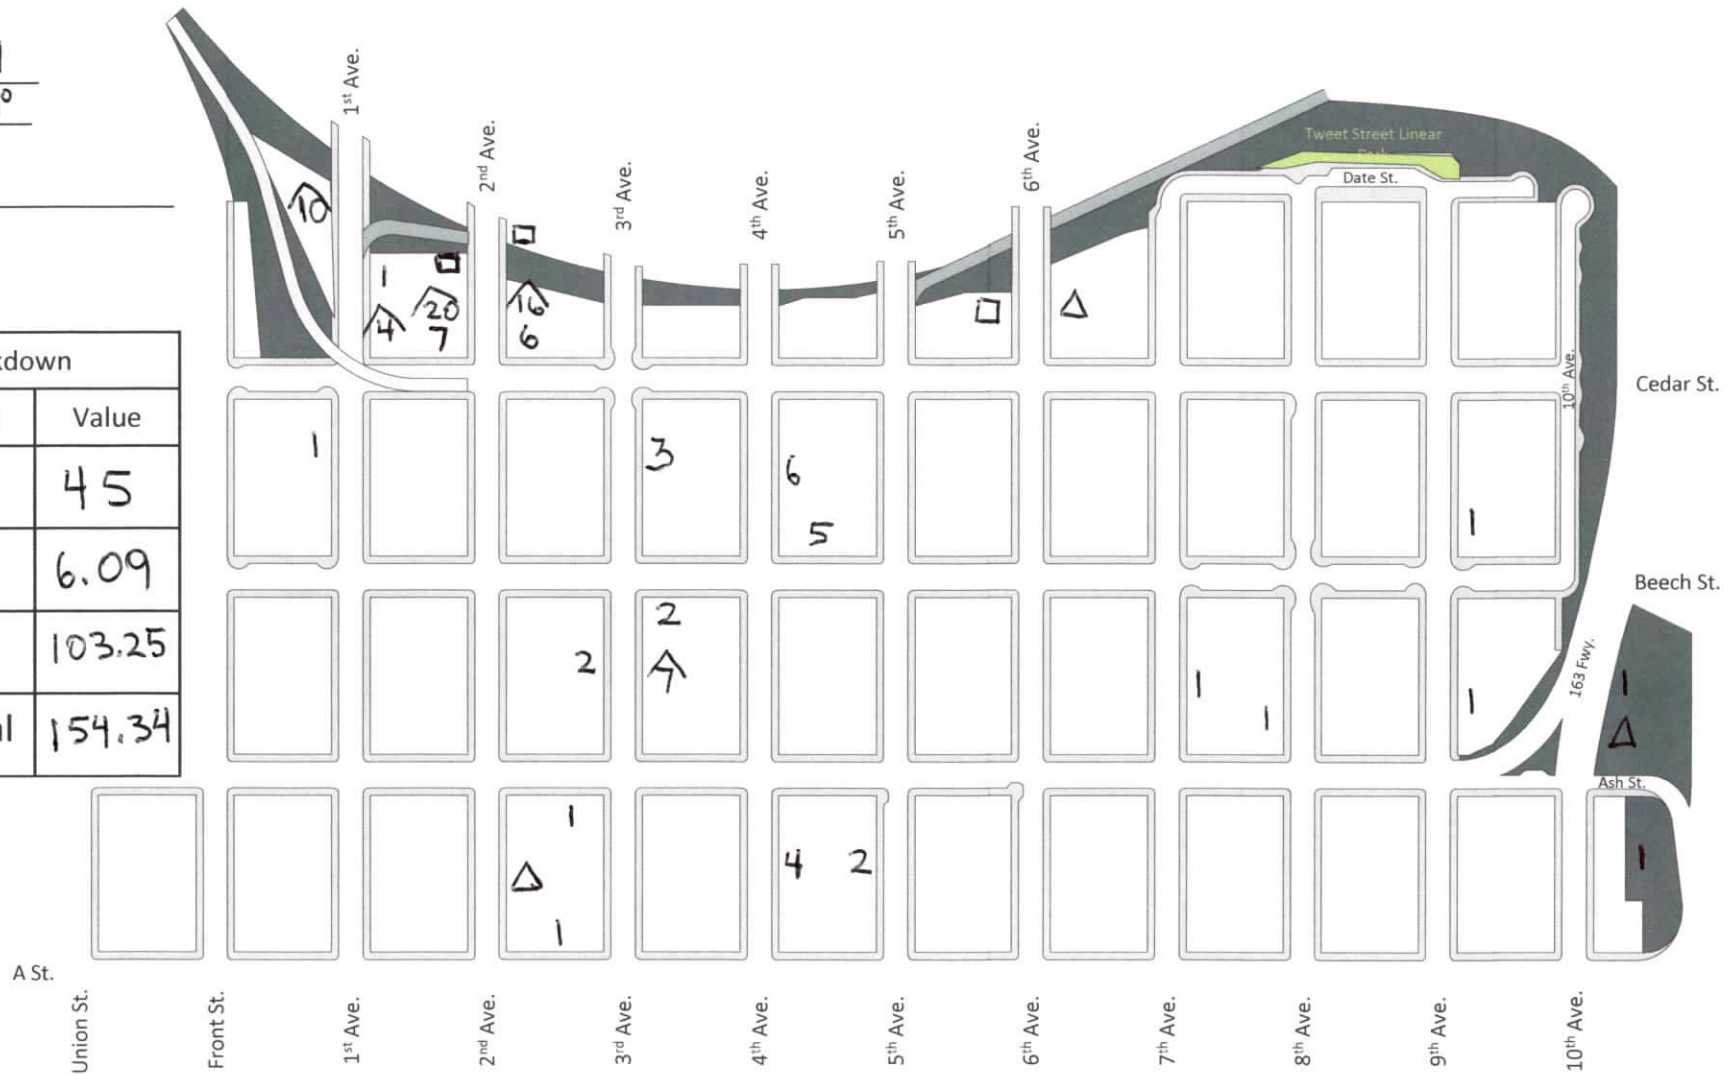 1st Ave.
2nd Ave.
3rd Ave.
4th Ave.
5th Ave.
6th Ave.
Tweet Street Linear
Date St.
10
1
4
20
7
16
6
10th Ave.
Cedar St.
kdown
Value
45
6.09
103.25
al 154.34
1
3
6
5
1
Beech St.
2
2
7
1
1
1
163 Fwy.
1
Ash St.
1
1
4 2
1
A St.
Union St.
Front St.
1st Ave.
2nd Ave.
3rd Ave.
4th Ave.
5th Ave.
6th Ave.
7th Ave.
8th Ave.
9th Ave.
10th Ave.